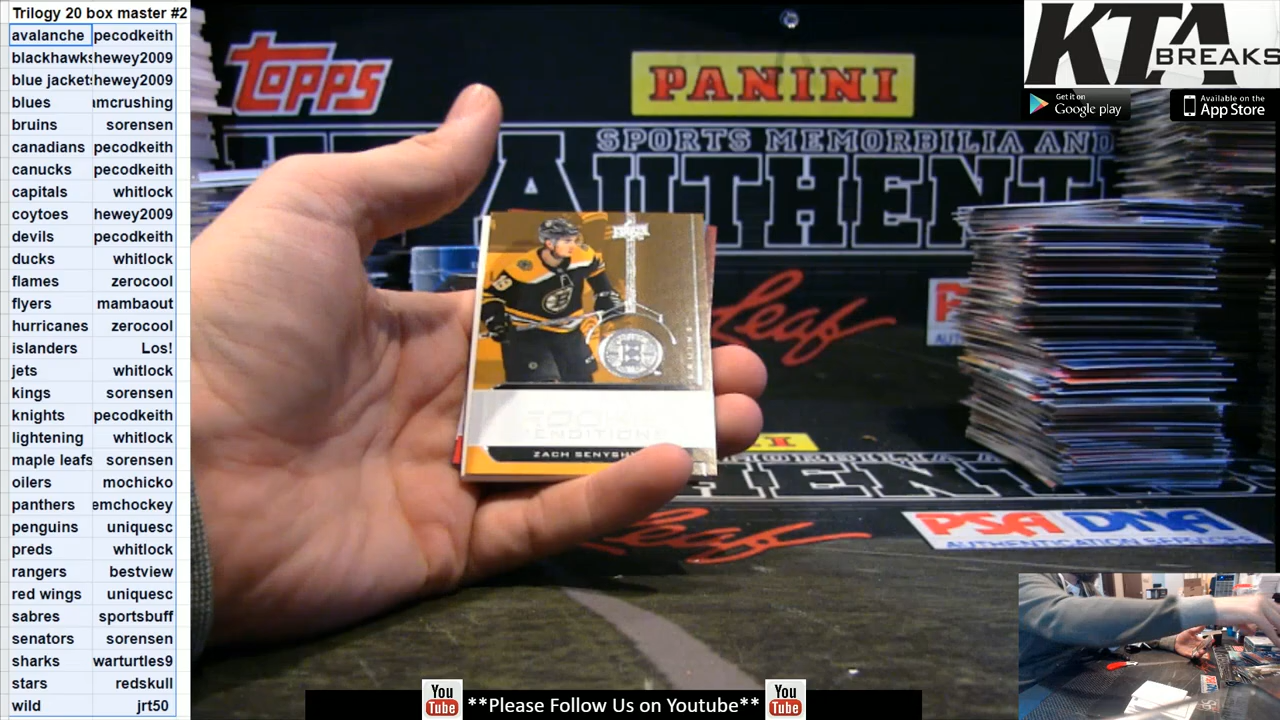 Trilogy 20 box master #2
avalanche pecodkeith
blackhawks hewey2009
blue jackets hewey2009
blues amcrushing
bruins sorensen
canadians pecodkeith
canucks pecodkeith
capitals whitlock
coytoes hewey2009
devils pecodkeith
ducks whitlock
flames zerocool
flyers mambaout
hurricanes zerocool
islanders Los!
jets whitlock
kings sorensen
knights pecodkeith
lightening whitlock
maple leafs sorensen
oilers mochicko
panthers emchockey
penguins uniquesc
preds whitlock
rangers bestview
red wings uniquesc
sabres sportsbuff
senators sorensen
sharks warturtles9
stars redskull
wild jrt50
TOPPS
PANINI
SPORTS MEMORBILIA AND
AUTHENTI
Leaf
ZACH SENYSH
PSA DNA
AUTHENTICATION SERVICES
KTA
BREAKS
Get it on
Google play
Available on the
App Store
You
Tube
**Please Follow Us on Youtube**
You
Tube